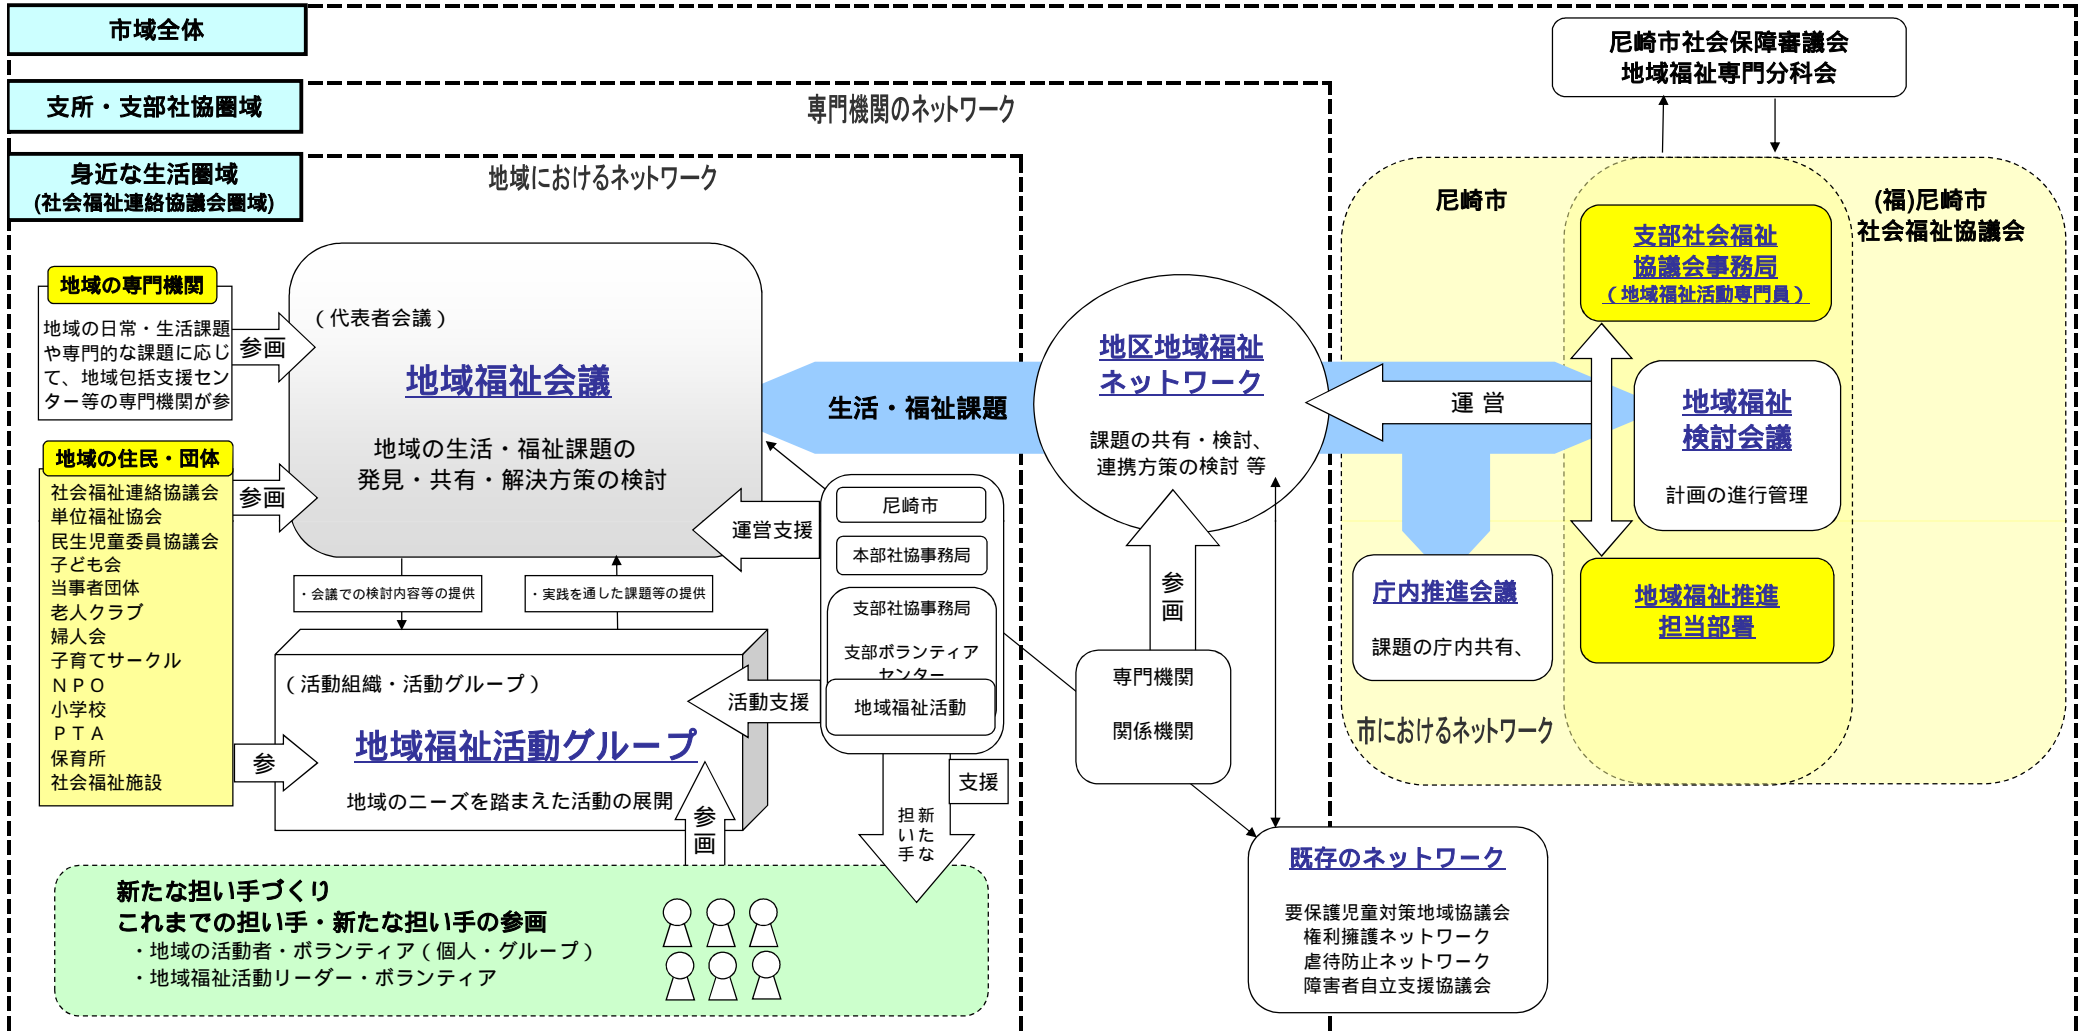 市域全体
支所・支部社協圏域
身近な生活圏域
(社会福祉連絡協議会圏域)
専門機関のネットワーク
地域におけるネットワーク
尼崎市社会保障審議会
地域福祉専門分科会
尼崎市
(福)尼崎市
社会福祉協議会
支部社会福祉
協議会事務局
（地域福祉活動専門員）
地域の専門機関
地域の日常・生活課題
や専門的な課題に応じ
て、地域包括支援セン
ター等の専門機関が参
参画
（代表者会議）
地域福祉会議
地域の生活・福祉課題の
発見・共有・解決方策の検討
生活・福祉課題
地区地域福祉
ネットワーク
課題の共有・検討、
連携方策の検討 等
運 営
地域福祉
検討会議
計画の進行管理
地域の住民・団体
社会福祉連絡協議会
単位福祉協会
民生児童委員協議会
子ども会
当事者団体
老人クラブ
婦人会
子育てサークル
ＮＰＯ
小学校
ＰＴＡ
保育所
社会福祉施設
参画
参
運営支援
尼崎市
本部社協事務局
支部社協事務局
支部ボランティア
センター
地域福祉活動
・会議での検討内容等の提供
・実践を通した課題等の提供
（活動組織・活動グループ）
地域福祉活動グループ
地域のニーズを踏まえた活動の展開
活動支援
参画
支援
新たな
担い手
参画
専門機関
関係機関
庁内推進会議
課題の庁内共有、
地域福祉推進
担当部署
市におけるネットワーク
既存のネットワーク
要保護児童対策地域協議会
権利擁護ネットワーク
虐待防止ネットワーク
障害者自立支援協議会
新たな担い手づくり
これまでの担い手・新たな担い手の参画
・地域の活動者・ボランティア（個人・グループ）
・地域福祉活動リーダー・ボランティア